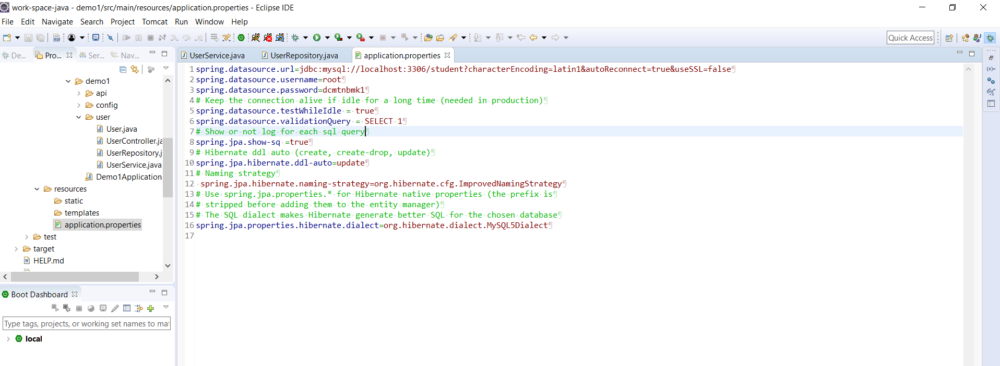 work-space-java - demo1/src/main/resources/application.properties - Eclipse IDE
File Edit Navigate Search Project Tomcat Run Window Help
Quick Access
De... Pro... Ser... Nav...
UserService.java UserRepository.java application.properties
demo1
api
config
user
User.java
UserController.ja
UserRepository.j
UserService.java
Demo1Application
resources
static
templates
application.properties
test
target
HELP.md
Boot Dashboard
Type tags, projects, or working set names to mat
local
1 spring.datasource.url=jdbc:mysql://localhost:3306/student?characterEncoding=latin1&autoReconnect=true&useSSL=false
2 spring.datasource.username=root
3 spring.datasource.password=dcmtnbmk1
4 # Keep the connection alive if idle for a long time (needed in production)
5 spring.datasource.testWhileIdle = true
6 spring.datasource.validationQuery = SELECT 1
7 # Show or not log for each sql query
8 spring.jpa.show-sq =true
9 # Hibernate ddl auto (create, create-drop, update)
10 spring.jpa.hibernate.ddl-auto=update
11 # Naming strategy
12 spring.jpa.hibernate.naming-strategy=org.hibernate.cfg.ImprovedNamingStrategy
13 # Use spring.jpa.properties.* for Hibernate native properties (the prefix is
14 # stripped before adding them to the entity manager)
15 # The SQL dialect makes Hibernate generate better SQL for the chosen database
16 spring.jpa.properties.hibernate.dialect=org.hibernate.dialect.MySQL5Dialect
17